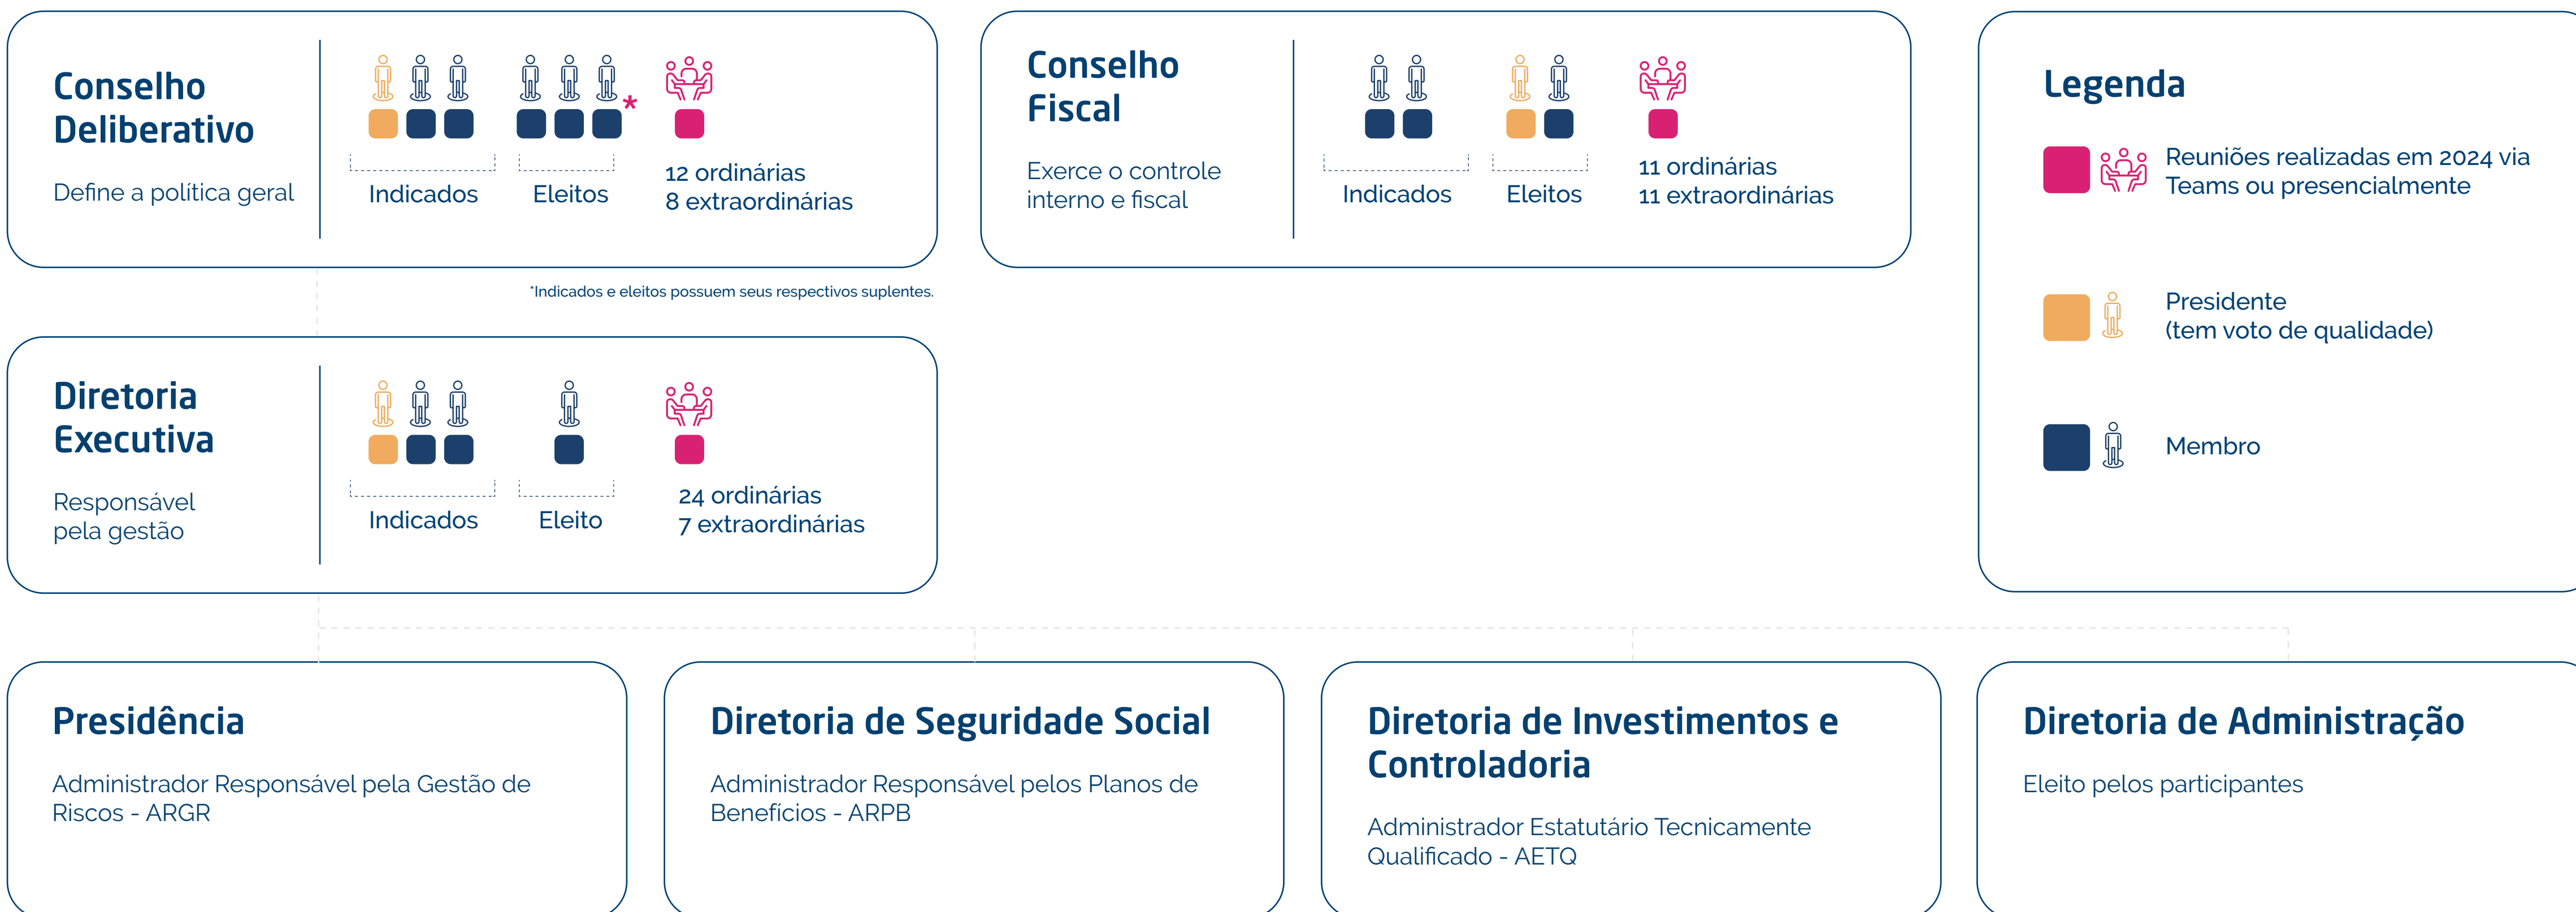 Conselho
Deliberativo
Define a política geral
*
Indicados
Eleitos
12 ordinárias
8 extraordinárias
*Indicados e eleitos possuem seus respectivos suplentes.
Conselho
Fiscal
Exerce o controle
interno e fiscal
Indicados
Eleitos
11 ordinárias
11 extraordinárias
Legenda
Reuniões realizadas em 2024 via
Teams ou presencialmente
Presidente
(tem voto de qualidade)
Membro
Diretoria
Executiva
Responsável
pela gestão
Indicados
Eleito
24 ordinárias
7 extraordinárias
Presidência
Administrador Responsável pela Gestão de
Riscos - ARGR
Diretoria de Seguridade Social
Administrador Responsável pelos Planos de
Benefícios - ARPB
Diretoria de Investimentos e
Controladoria
Administrador Estatutário Tecnicamente
Qualificado - AETQ
Diretoria de Administração
Eleito pelos participantes